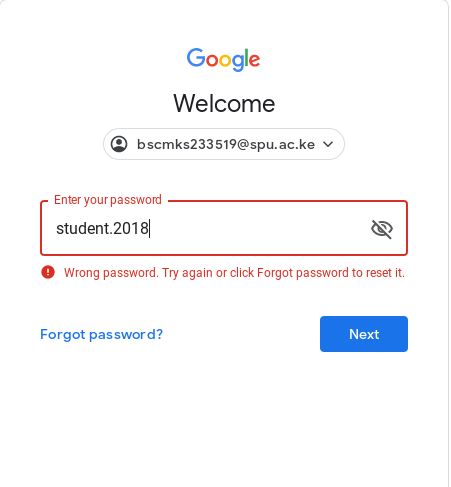 Google
Welcome
bscmks233519@spu.ac.ke
Enter your password
student.2018
Wrong password. Try again or click Forgot password to reset it.
Forgot password?
Next